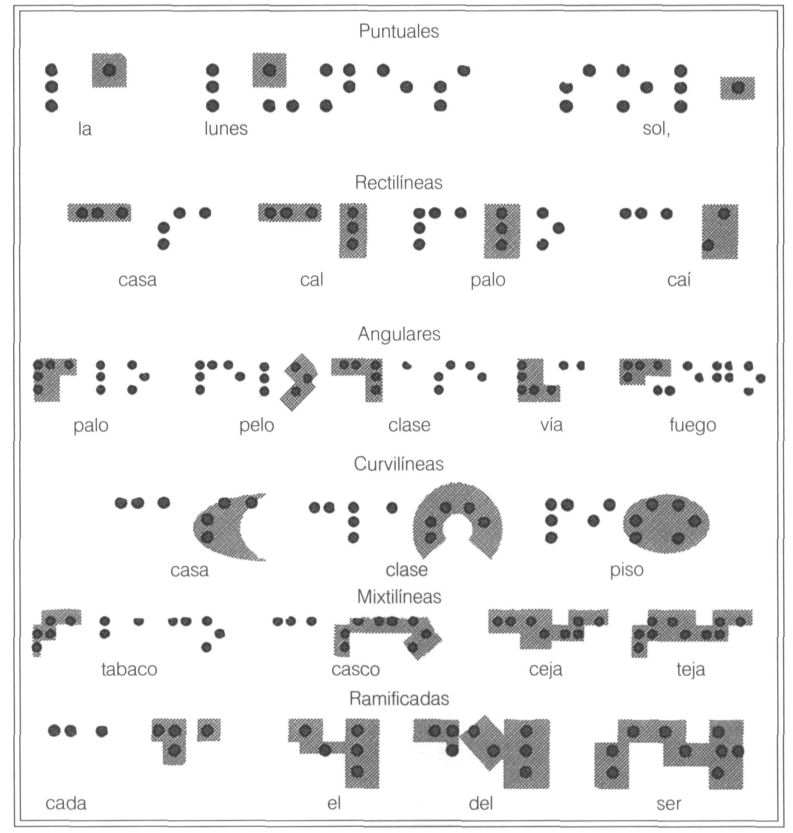 Puntuales
la lunes sol,
Rectilíneas
casa cal palo caí
Angulares
palo pelo clase vía fuego
Curvilíneas
casa clase piso
Mixtilíneas
tabaco casco ceja teja
Ramificadas
cada el del ser